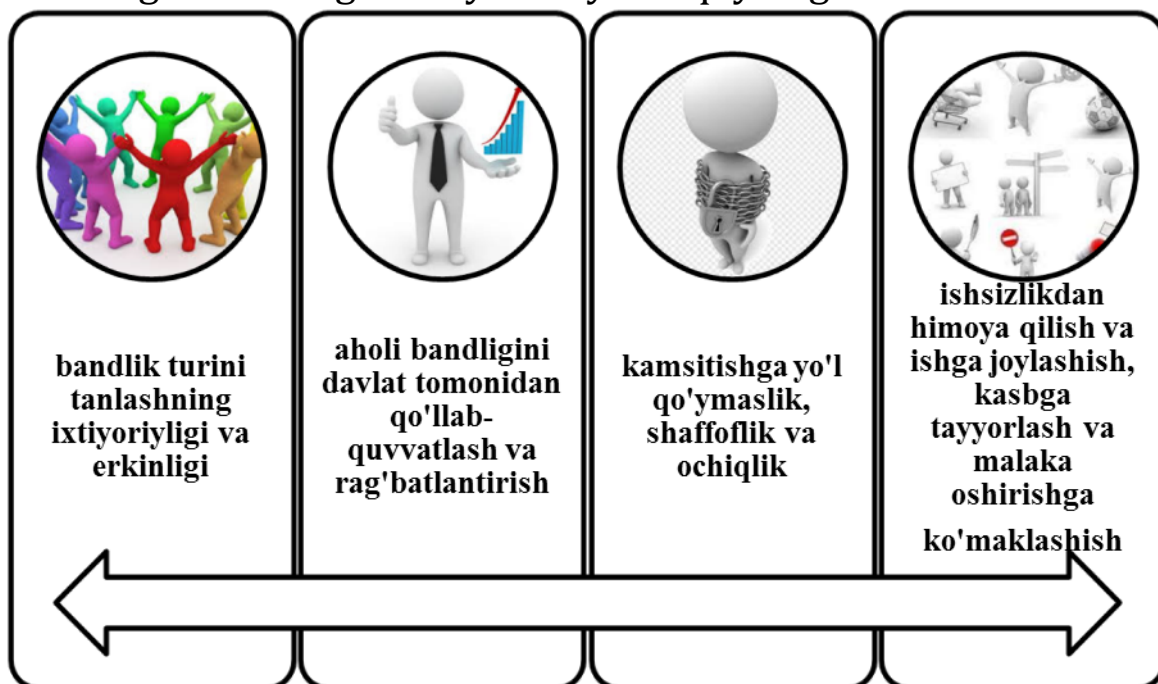 bandlik turini
tanlashning
ixtiyoriyligi va
erkinligi
aholi bandligini
davlat tomonidan
qo'llab-
quvvatlash va
rag'batlantirish
kamsitishga yo'l
qo'ymaslik,
shaffoflik va
ochiqlik
ishsizlikdan
himoya qilish va
ishga joylashish,
kasbga
tayyorlash va
malaka
oshirishga
ko'maklashish